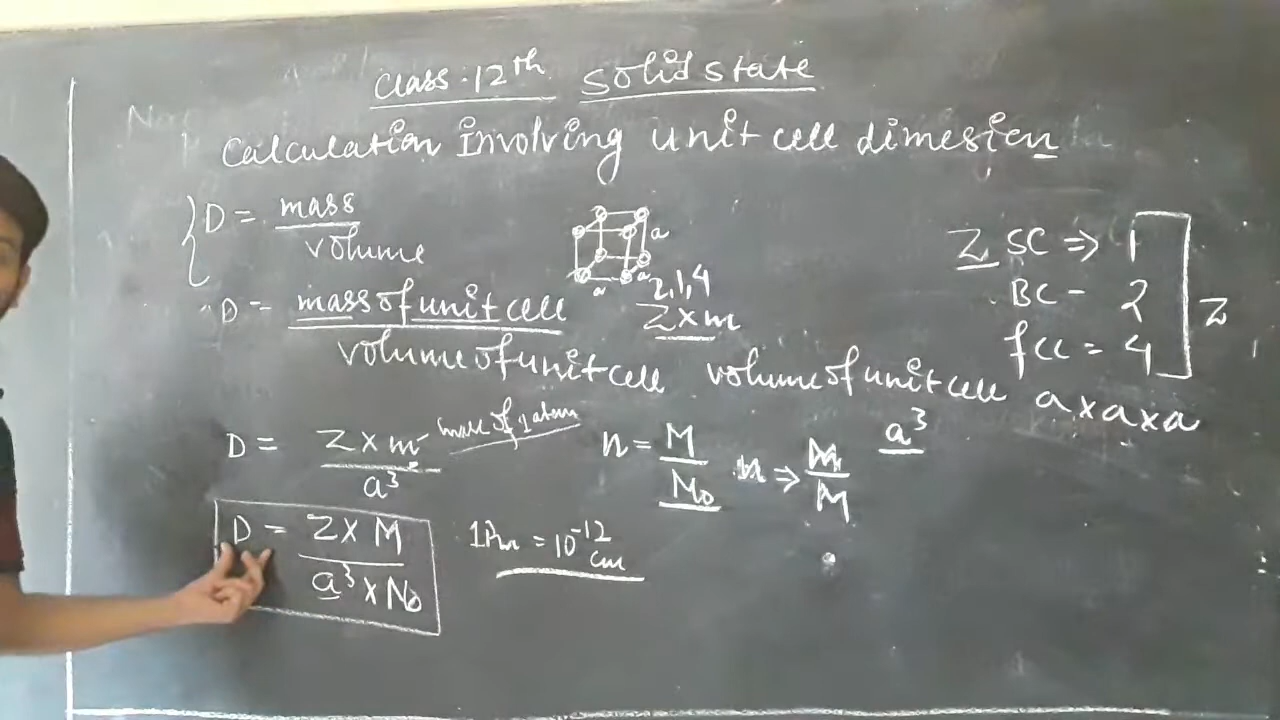 Class: 12th Solid state
Calculation Involving unit cell dimesion
D = mass / volume
a
a
a
Z SC => 1
BC - 2
fcc = 4
Z
D = mass of unit cell / volume of unit cell
2,1,4
Z x m
volume of unit cell a x a x a
a³
D = Z x m / a³
mass of 1 atom
n = M / No
=> M / M
D = Z x M / a³ x No
1Pm = 10⁻¹² cm